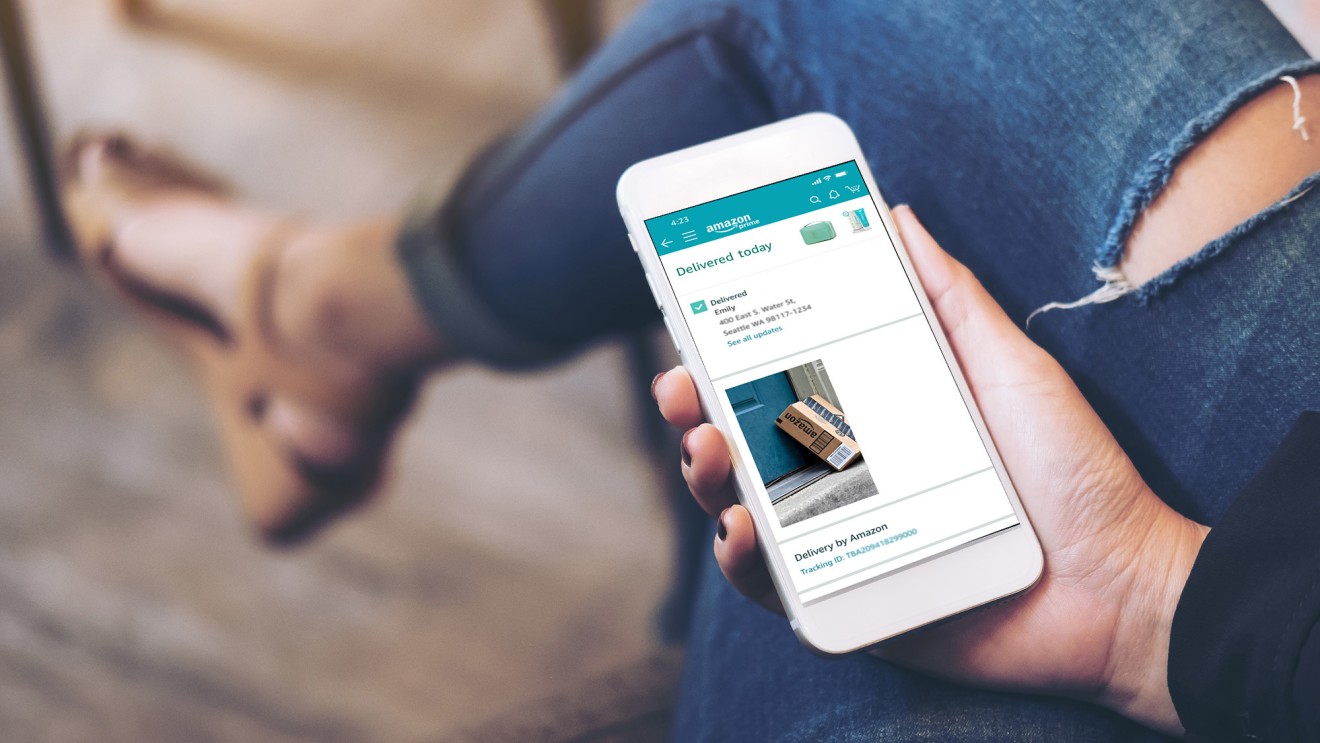 4:23
amazon
prime
Delivered today
Delivered
Emily
400 East S. Water St,
Seattle WA 98117-1234
See all updates
amazon
Delivery by Amazon
Tracking ID: TBA209418299000